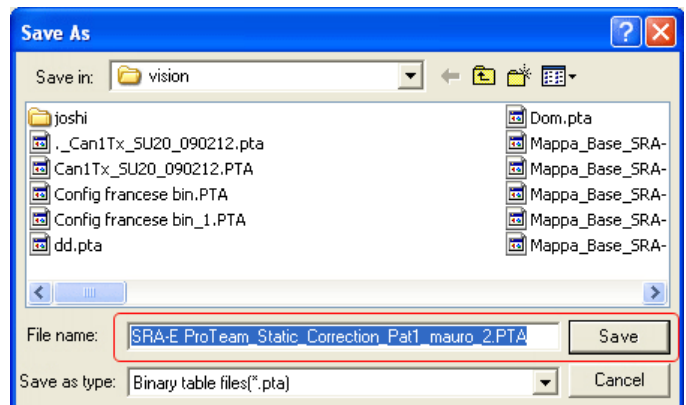 Save As
Save in: vision
joshi
._Can1Tx_SU20_090212.pta
Can1Tx_SU20_090212.PTA
Config francese bin.PTA
Config francese bin_1.PTA
dd.pta
Dom.pta
Mappa_Base_SRA-
Mappa_Base_SRA-
Mappa_Base_SRA-
Mappa_Base_SRA-
File name: SRA-E ProTeam_Static_Correction_Pat1_mauro_2.PTA Save
Save as type: Binary table files(*.pta) Cancel